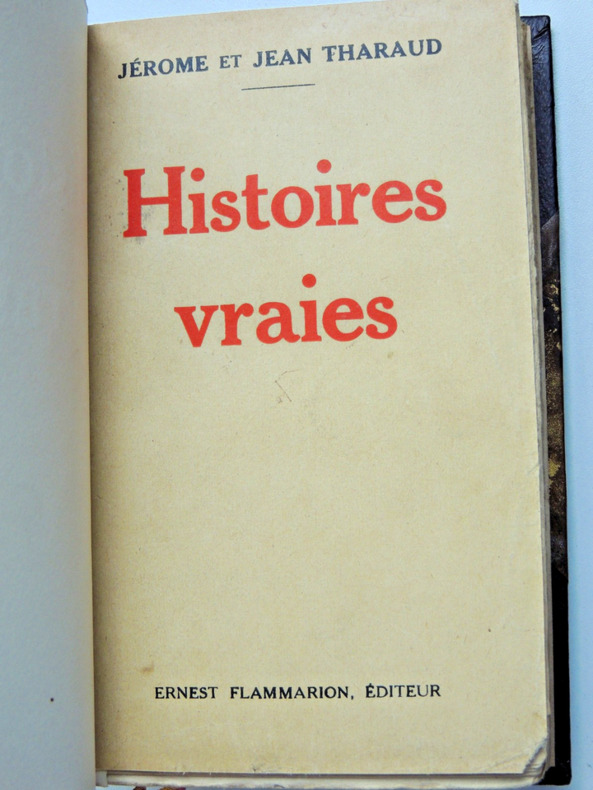 JÉROME ET JEAN THARAUD
Histoires
vraies
ERNEST FLAMMARION, ÉDITEUR